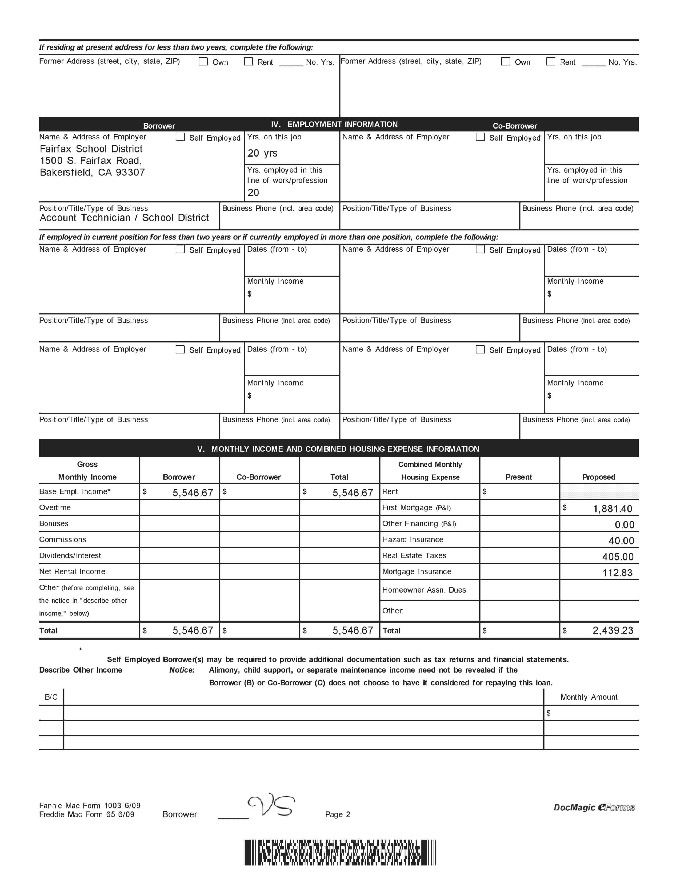 If residing at present address for less than two years, complete the following:
Former Address (street, city, state, ZIP) Own Rent _____ No. Yrs. Former Address (street, city, state, ZIP) Own Rent _____ No. Yrs.
Borrower IV. EMPLOYMENT INFORMATION Co-Borrower
Name & Address of Employer Self Employed Yrs. on this job Name & Address of Employer Self Employed Yrs. on this job
Fairfax School District
1500 S. Fairfax Road, 20 yrs
Bakersfield, CA 93307 Yrs. employed in this line of work/profession Yrs. employed in this line of work/profession
20
Position/Title/Type of Business Business Phone (incl. area code) Position/Title/Type of Business Business Phone (incl. area code)
Account Technician / School District
If employed in current position for less than two years or if currently employed in more than one position, complete the following:
Name & Address of Employer Self Employed Dates (from - to) Name & Address of Employer Self Employed Dates (from - to)
Monthly Income Monthly Income
$ $
Position/Title/Type of Business Business Phone (incl. area code) Position/Title/Type of Business Business Phone (incl. area code)
Name & Address of Employer Self Employed Dates (from - to) Name & Address of Employer Self Employed Dates (from - to)
Monthly Income Monthly Income
$ $
Position/Title/Type of Business Business Phone (incl. area code) Position/Title/Type of Business Business Phone (incl. area code)
V. MONTHLY INCOME AND COMBINED HOUSING EXPENSE INFORMATION
Gross Monthly Income Borrower Co-Borrower Total Combined Monthly Housing Expense Present Proposed
Base Empl. Income* $ 5,546.67 $ $ 5,546.67 Rent $
Overtime First Mortgage (P&I) $ 1,881.40
Bonuses Other Financing (P&I) 0.00
Commissions Hazard Insurance 40.00
Dividends/Interest Real Estate Taxes 405.00
Net Rental Income Mortgage Insurance 112.83
Other (before completing, see the notice in "describe other income," below) Homeowner Assn. Dues
Other:
Total $ 5,546.67 $ $ 5,546.67 Total $ $ 2,439.23
*
Self Employed Borrower(s) may be required to provide additional documentation such as tax returns and financial statements.
Describe Other Income Notice: Alimony, child support, or separate maintenance income need not be revealed if the
Borrower (B) or Co-Borrower (C) does not choose to have it considered for repaying this loan.
B/C Monthly Amount
$
Fannie Mae Form 1003 6/09
Freddie Mac Form 65 6/09 Borrower VS Page 2
DocMagic eForms